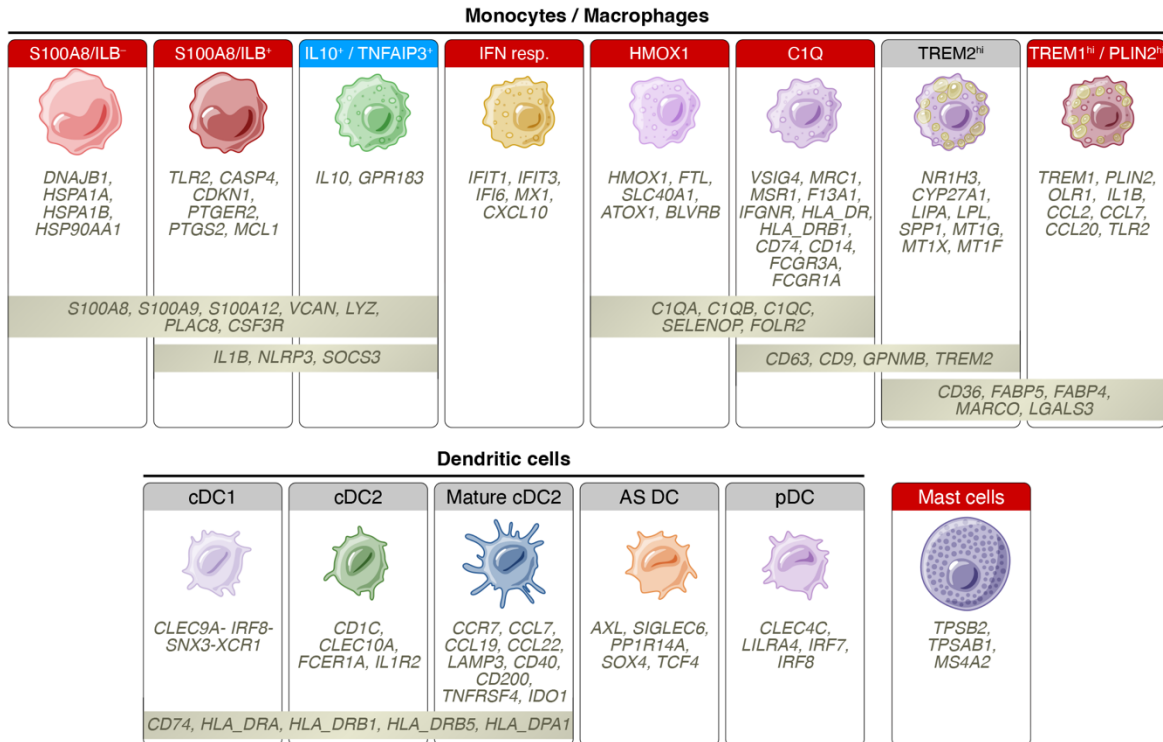 Monocytes / Macrophages
S100A8/ILB⁻
S100A8/ILB⁺
IL10⁺ / TNFAIP3⁺
IFN resp.
HMOX1
C1Q
TREM2ʰⁱ
TREM1ʰⁱ / PLIN2ʰⁱ
DNAJB1,
HSPA1A,
HSPA1B,
HSP90AA1
TLR2, CASP4,
CDKN1,
PTGER2,
PTGS2, MCL1
IL10, GPR183
IFIT1, IFIT3,
IFI6, MX1,
CXCL10
HMOX1, FTL,
SLC40A1,
ATOX1, BLVRB
VSIG4, MRC1,
MSR1, F13A1,
IFGNR, HLA_DR,
HLA_DRB1,
CD74, CD14,
FCGR3A,
FCGR1A
NR1H3,
CYP27A1,
LIPA, LPL,
SPP1, MT1G,
MT1X, MT1F
TREM1, PLIN2,
OLR1, IL1B,
CCL2, CCL7,
CCL20, TLR2
S100A8, S100A9, S100A12, VCAN, LYZ,
PLAC8, CSF3R
C1QA, C1QB, C1QC,
SELENOP, FOLR2
IL1B, NLRP3, SOCS3
CD63, CD9, GPNMB, TREM2
CD36, FABP5, FABP4,
MARCO, LGALS3
Dendritic cells
cDC1
cDC2
Mature cDC2
AS DC
pDC
Mast cells
CLEC9A- IRF8-
SNX3-XCR1
CD1C,
CLEC10A,
FCER1A, IL1R2
CCR7, CCL7,
CCL19, CCL22,
LAMP3, CD40,
CD200,
TNFRSF4, IDO1
AXL, SIGLEC6,
PP1R14A,
SOX4, TCF4
CLEC4C,
LILRA4, IRF7,
IRF8
TPSB2,
TPSAB1,
MS4A2
CD74, HLA_DRA, HLA_DRB1, HLA_DRB5, HLA_DPA1